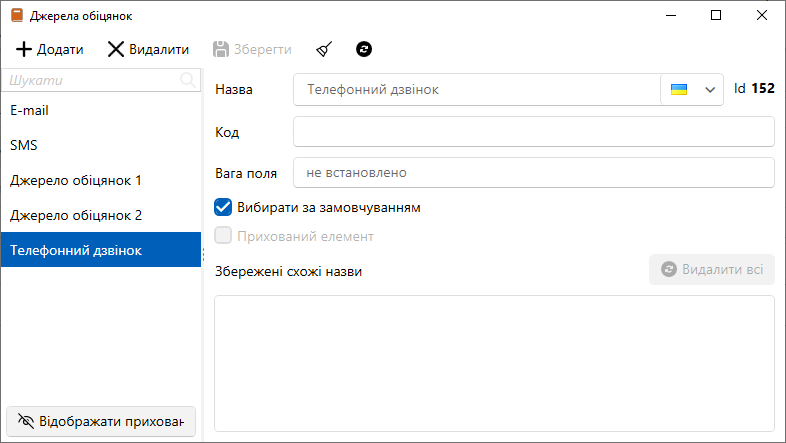 Джерела обіцянок
Додати Видалити Зберегти
Шукати
E-mail
SMS
Джерело обіцянок 1
Джерело обіцянок 2
Телефонний дзвінок
Відображати прихован
Назва Телефонний дзвінок Id 152
Код
Вага поля не встановлено
Вибирати за замовчуванням
Прихований елемент
Збережені схожі назви Видалити всі